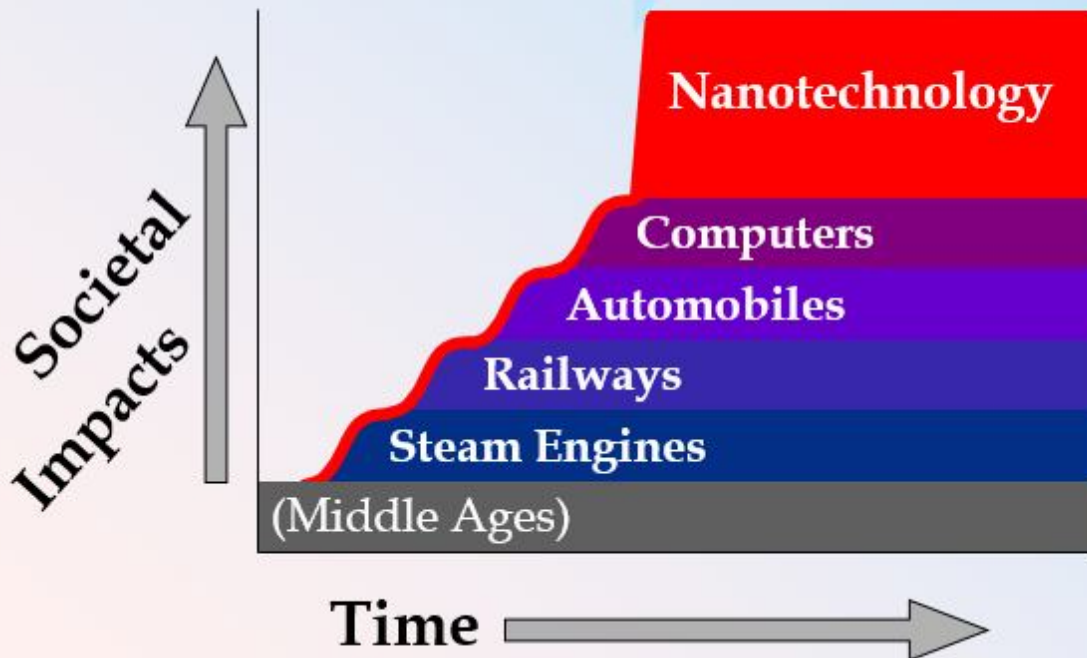 Nanotechnology
Computers
Automobiles
Railways
Steam Engines
(Middle Ages)
Societal
Impacts
Time